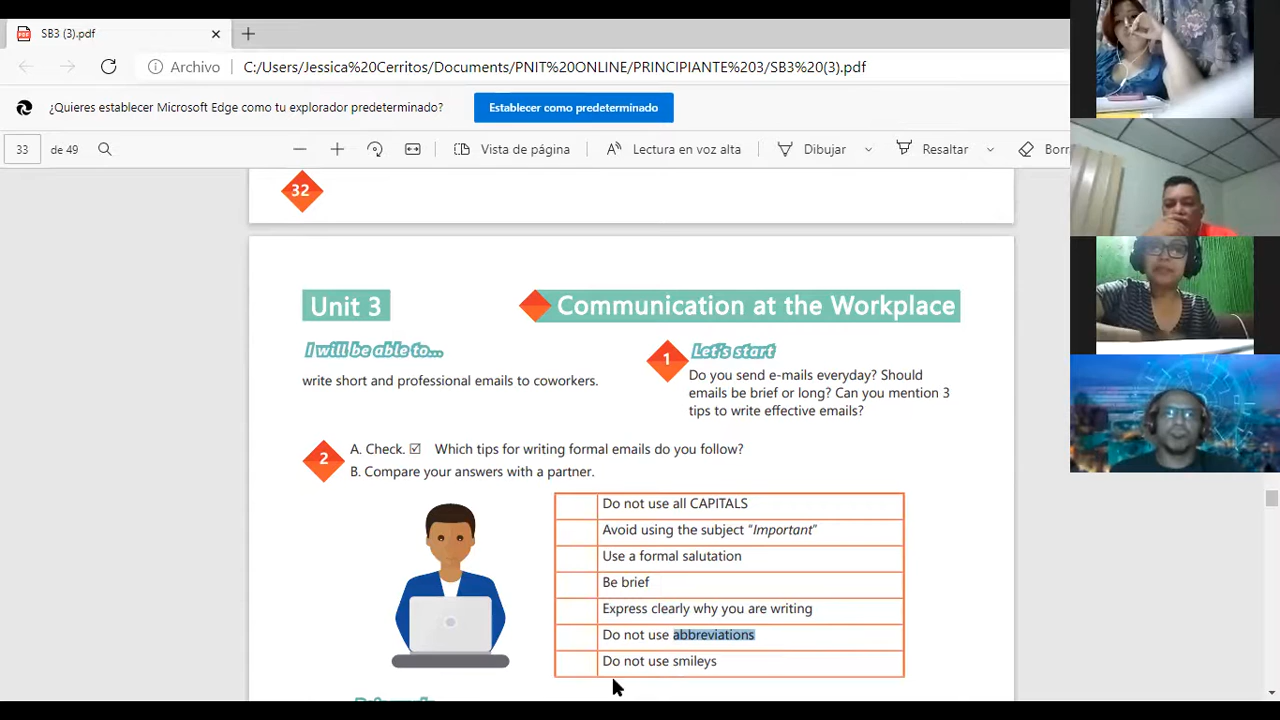 SB3 (3).pdf
Archivo
C:/Users/Jessica%20Cerritos/Documents/PNIT%20ONLINE/PRINCIPIANTE%203/SB3%20(3).pdf
¿Quieres establecer Microsoft Edge como tu explorador predeterminado?
Establecer como predeterminado
33 de 49
Vista de página
Lectura en voz alta
Dibujar
Resaltar
Borr
32
Unit 3
Communication at the Workplace
I will be able to...
write short and professional emails to coworkers.
1 Let's start
Do you send e-mails everyday? Should
emails be brief or long? Can you mention 3
tips to write effective emails?
2
A. Check. ☑ Which tips for writing formal emails do you follow?
B. Compare your answers with a partner.
Do not use all CAPITALS
Avoid using the subject "Important"
Use a formal salutation
Be brief
Express clearly why you are writing
Do not use abbreviations
Do not use smileys